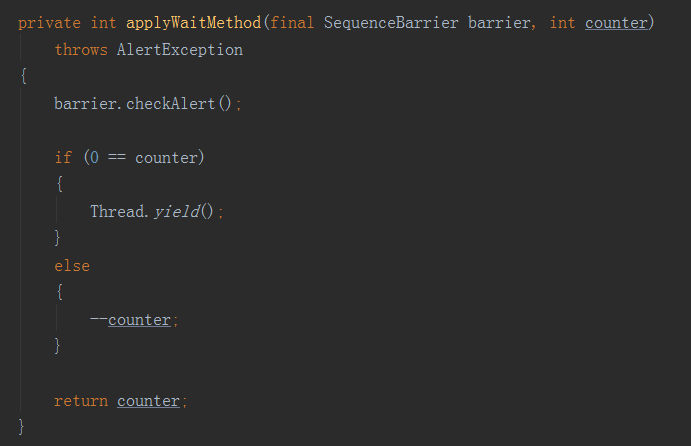 private int applyWaitMethod(final SequenceBarrier barrier, int counter)
    throws AlertException
{
    barrier.checkAlert();

    if (0 == counter)
    {
        Thread.yield();
    }
    else
    {
        --counter;
    }

    return counter;
}